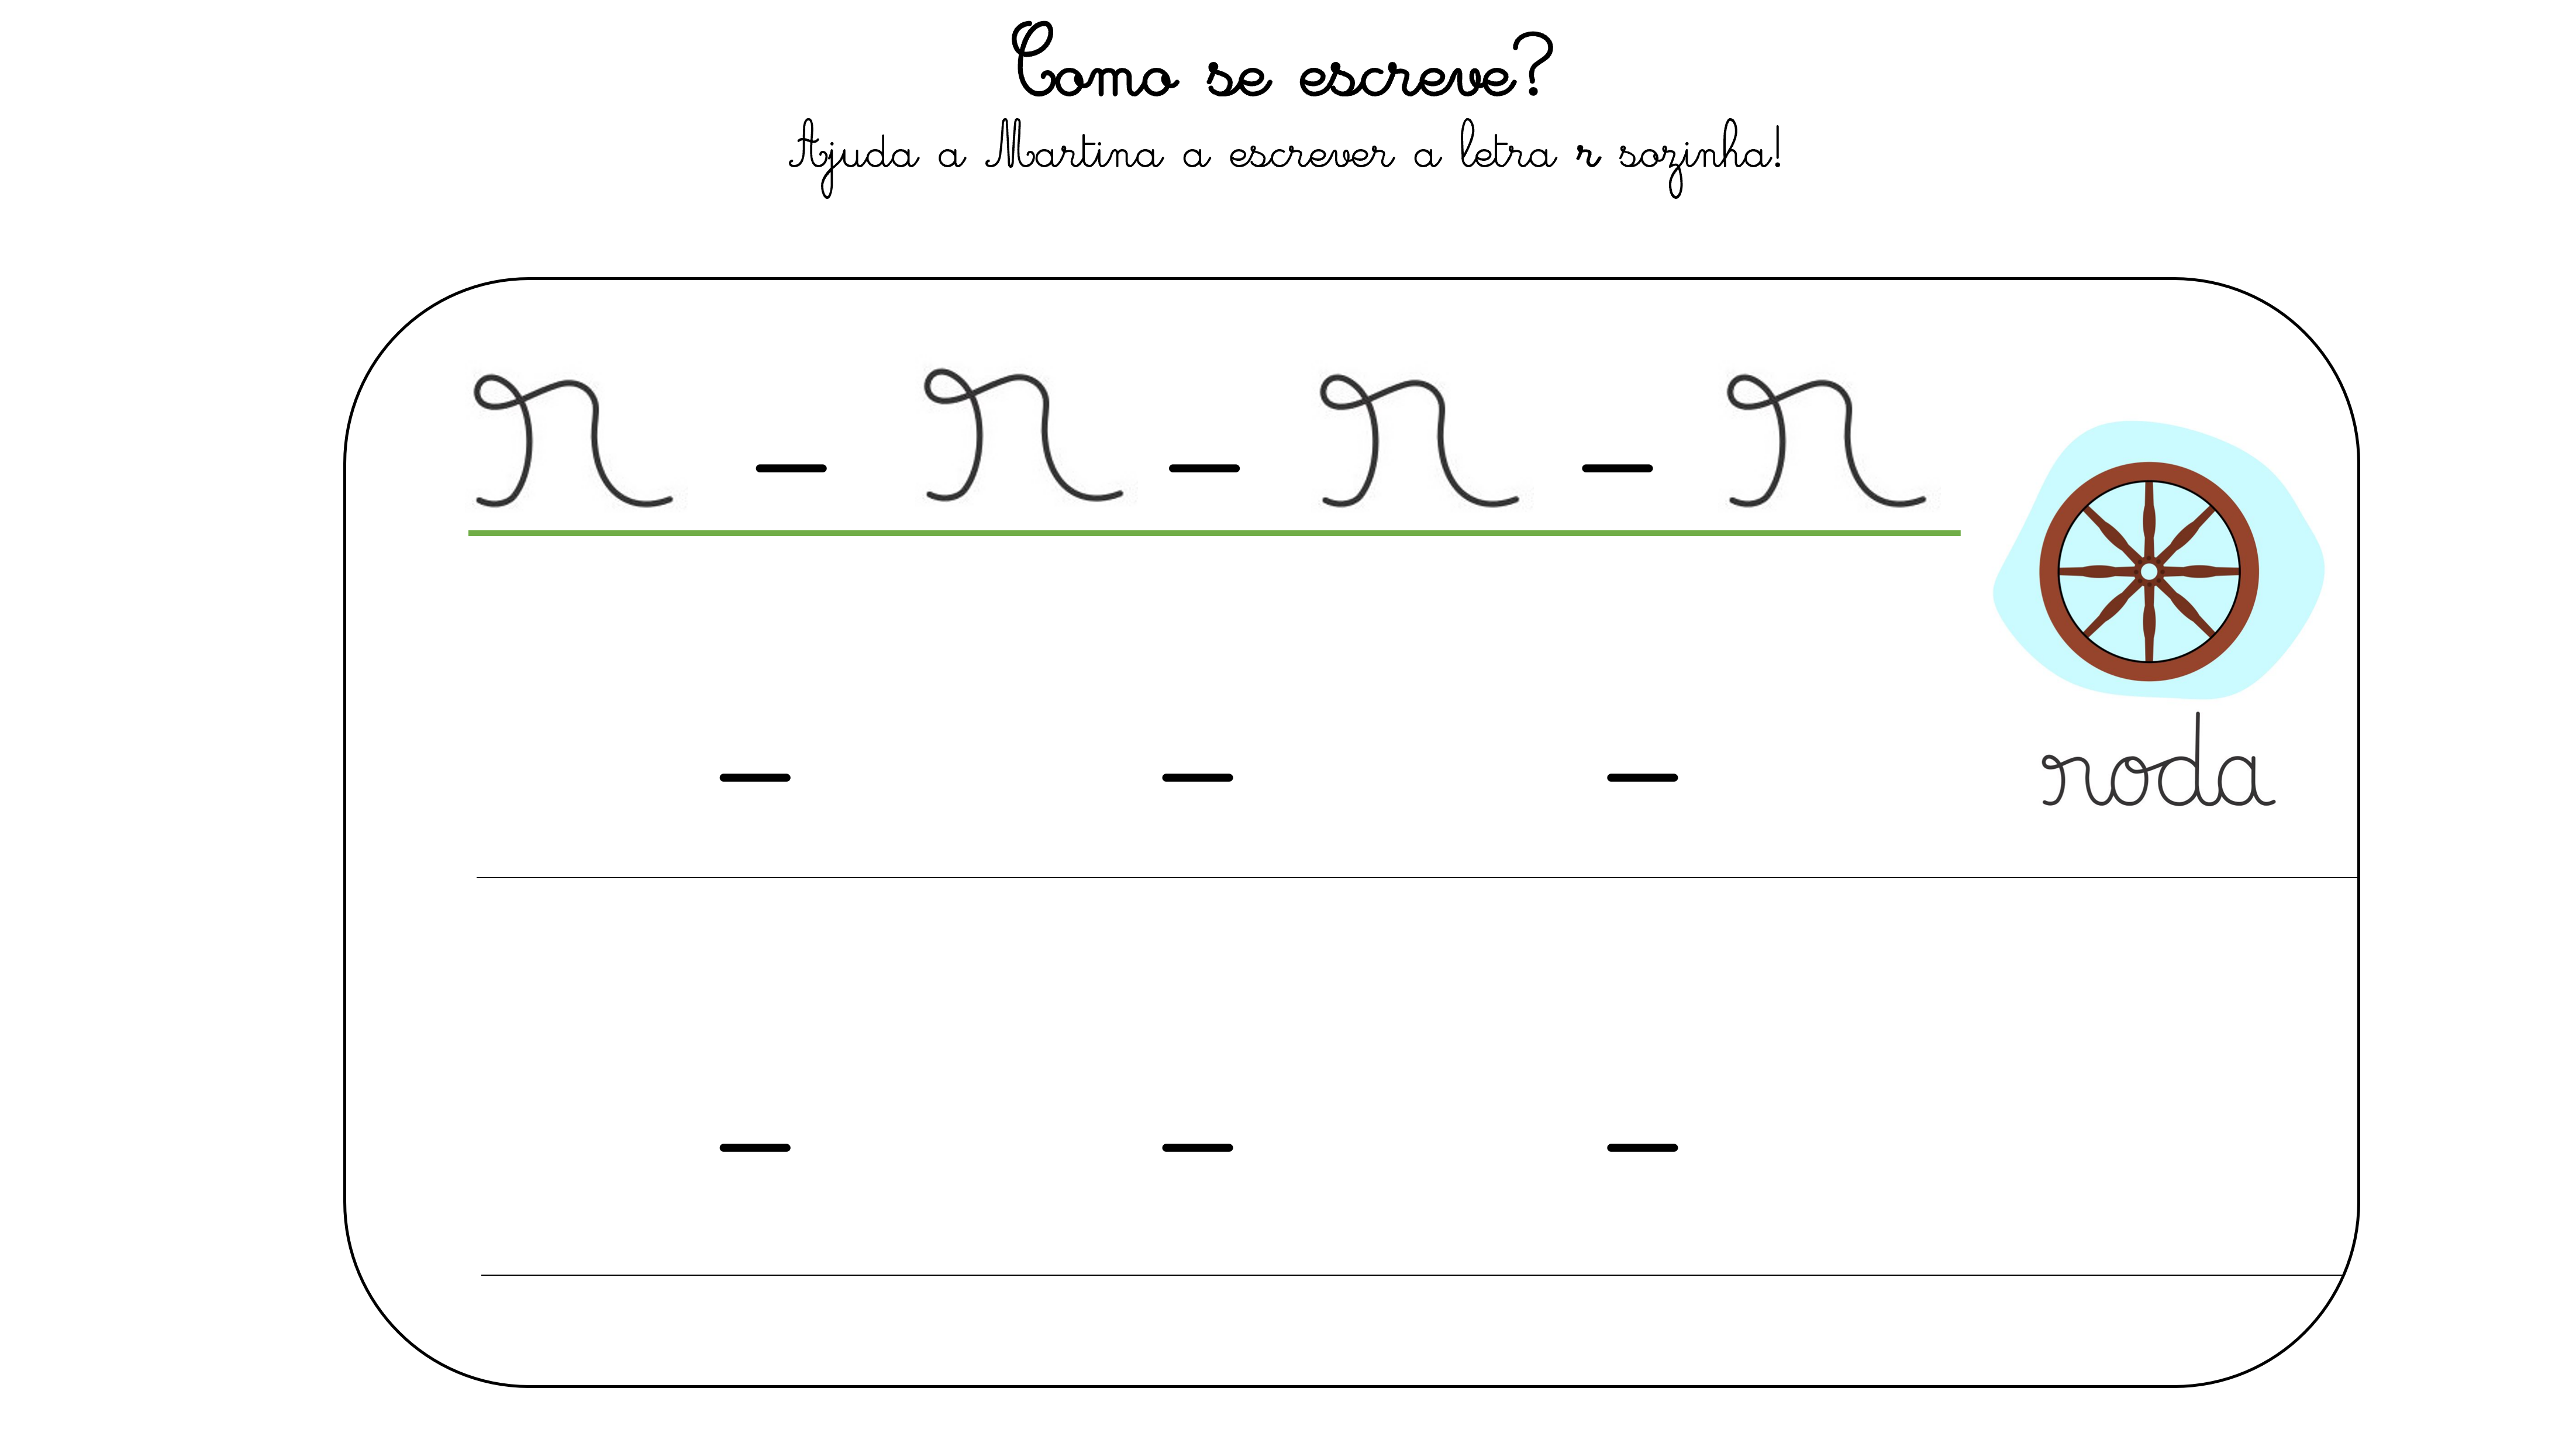 Como se escreve?
Ajuda a Martina a escrever a letra r sozinha!
r - r - r - r
roda
- - -
- - -